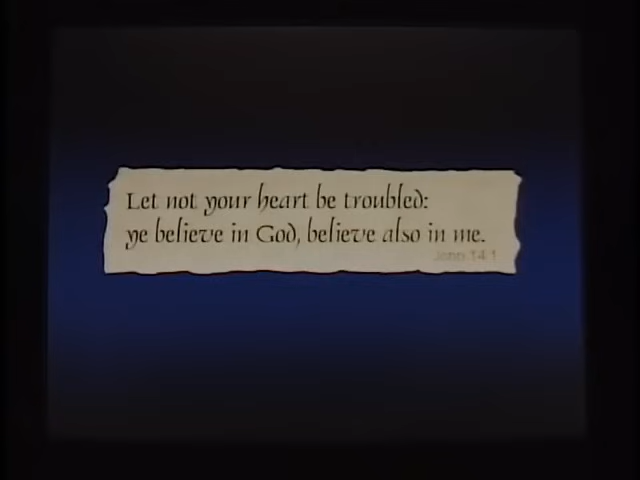 Let not your heart be troubled:
ye believe in God, believe also in me.
John 14:1